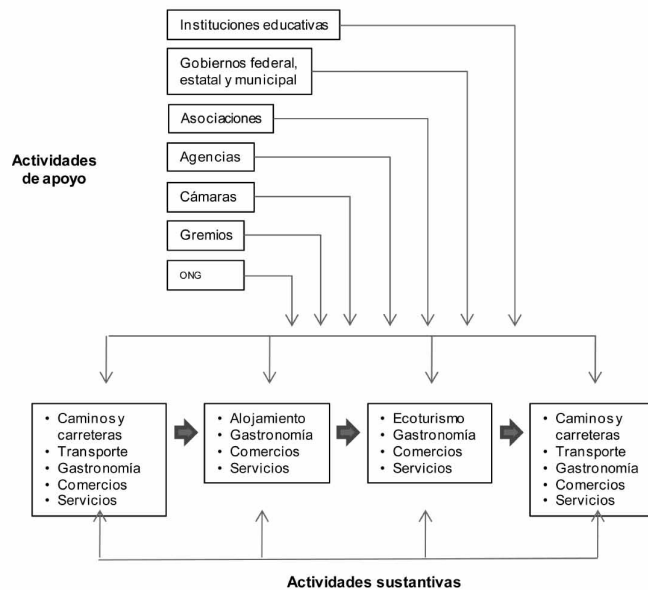 Instituciones educativas
Gobiernos federal,
estatal y municipal
Asociaciones
Actividades
de apoyo
Agencias
Cámaras
Gremios
ONG
• Caminos y
carreteras
• Transporte
• Gastronomía
• Comercios
• Servicios
• Alojamiento
• Gastronomía
• Comercios
• Servicios
• Ecoturismo
• Gastronomía
• Comercios
• Servicios
• Caminos y
carreteras
• Transporte
• Gastronomía
• Comercios
• Servicios
Actividades sustantivas